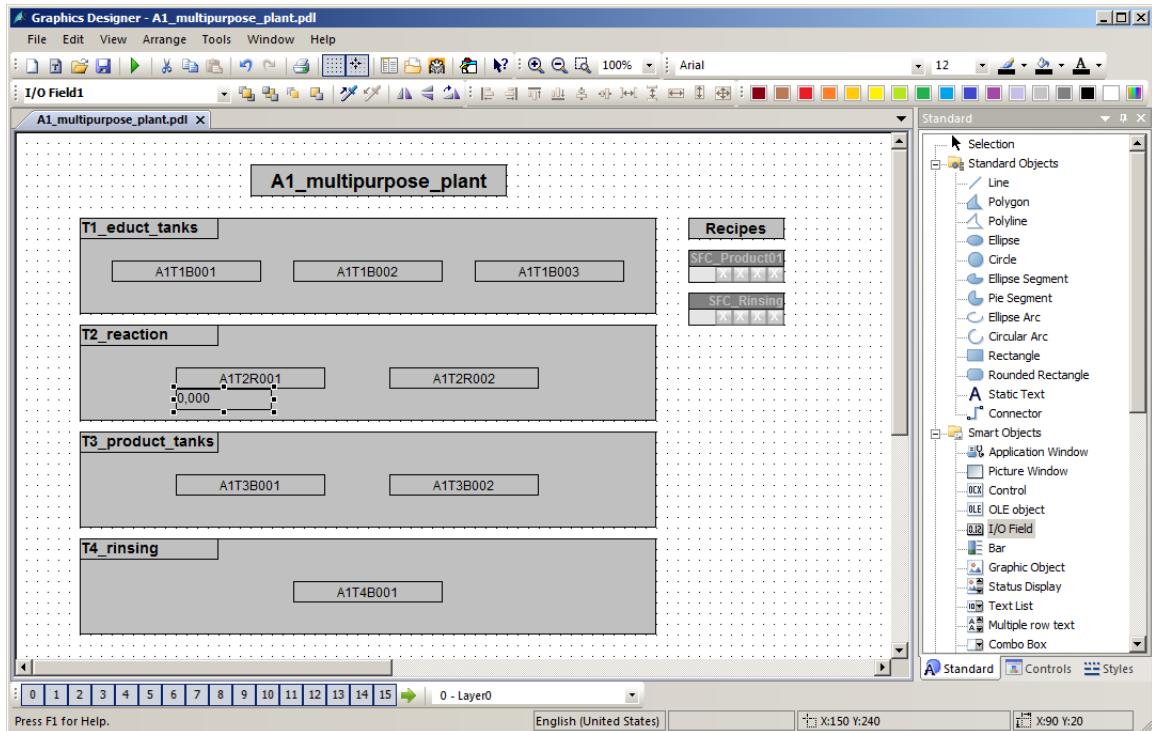 Graphics Designer - A1_multipurpose_plant.pdl
File Edit View Arrange Tools Window Help
100% Arial 12
I/O Field1
A1_multipurpose_plant.pdl X
Standard
A1_multipurpose_plant
T1_educt_tanks
A1T1B001 A1T1B002 A1T1B003
Recipes
SFC_Product01
X X X X
SFC_Rinsing
X X X X
T2_reaction
A1T2R001 A1T2R002
0,000
T3_product_tanks
A1T3B001 A1T3B002
T4_rinsing
A1T4B001
Selection
Standard Objects
Line
Polygon
Polyline
Ellipse
Circle
Ellipse Segment
Pie Segment
Ellipse Arc
Circular Arc
Rectangle
Rounded Rectangle
A Static Text
Connector
Smart Objects
Application Window
Picture Window
OCX Control
OLE OLE object
0.12 I/O Field
Bar
Graphic Object
Status Display
Text List
Multiple row text
Combo Box
Standard Controls Styles
0 1 2 3 4 5 6 7 8 9 10 11 12 13 14 15 0 - Layer0
Press F1 for Help. English (United States) X:150 Y:240 X:90 Y:20